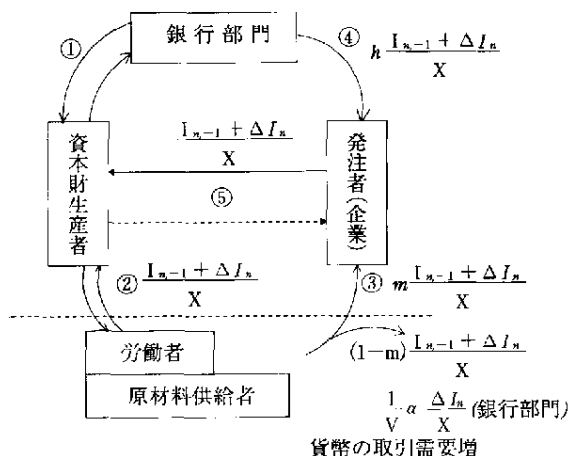 ① 銀行部門 ④ h (I_{n-1} + ΔI_n) / X
(I_{n-1} + ΔI_n) / X
資本財生産者
発注者(企業)
⑤
② (I_{n-1} + ΔI_n) / X
③ m (I_{n-1} + ΔI_n) / X
労働者
原材料供給者
(1-m) (I_{n-1} + ΔI_n) / X
1/V α ΔI_n / X (銀行部門)
貨幣の取引需要増